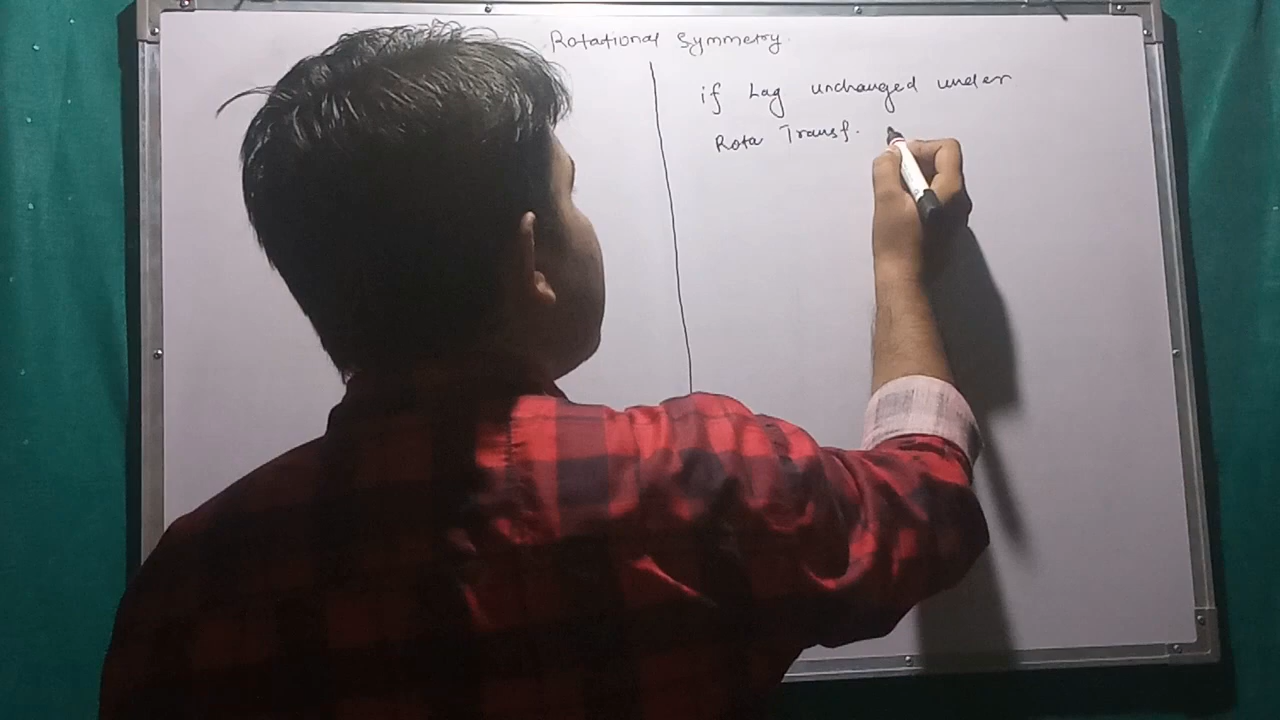 Rotational Symmetry
if Lag unchanged under
Rota Transf.